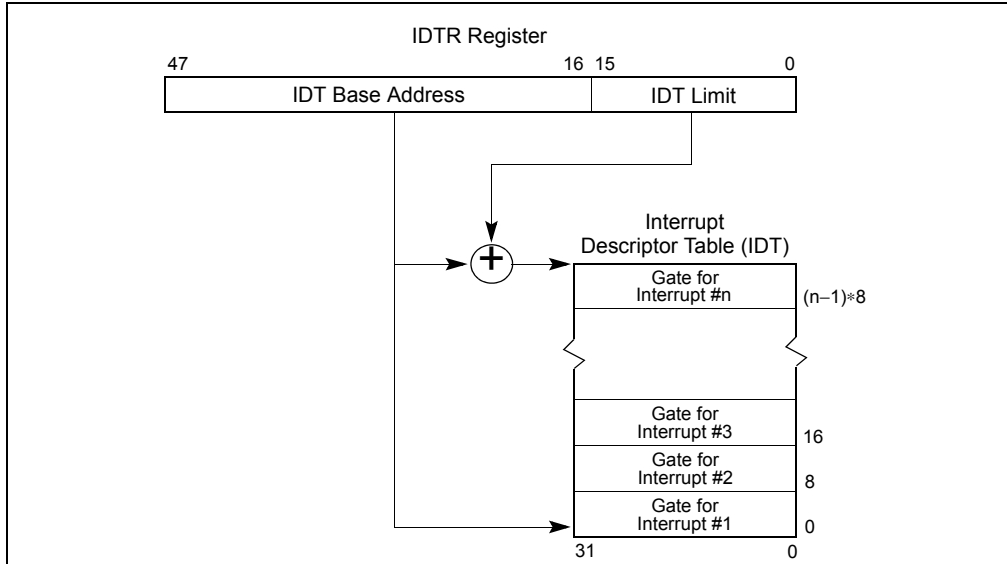 IDTR Register
47 16 15 0
IDT Base Address IDT Limit
+
Interrupt
Descriptor Table (IDT)
Gate for
Interrupt #n
(n−1)∗8
Gate for
Interrupt #3
16
Gate for
Interrupt #2
8
Gate for
Interrupt #1
0
31 0